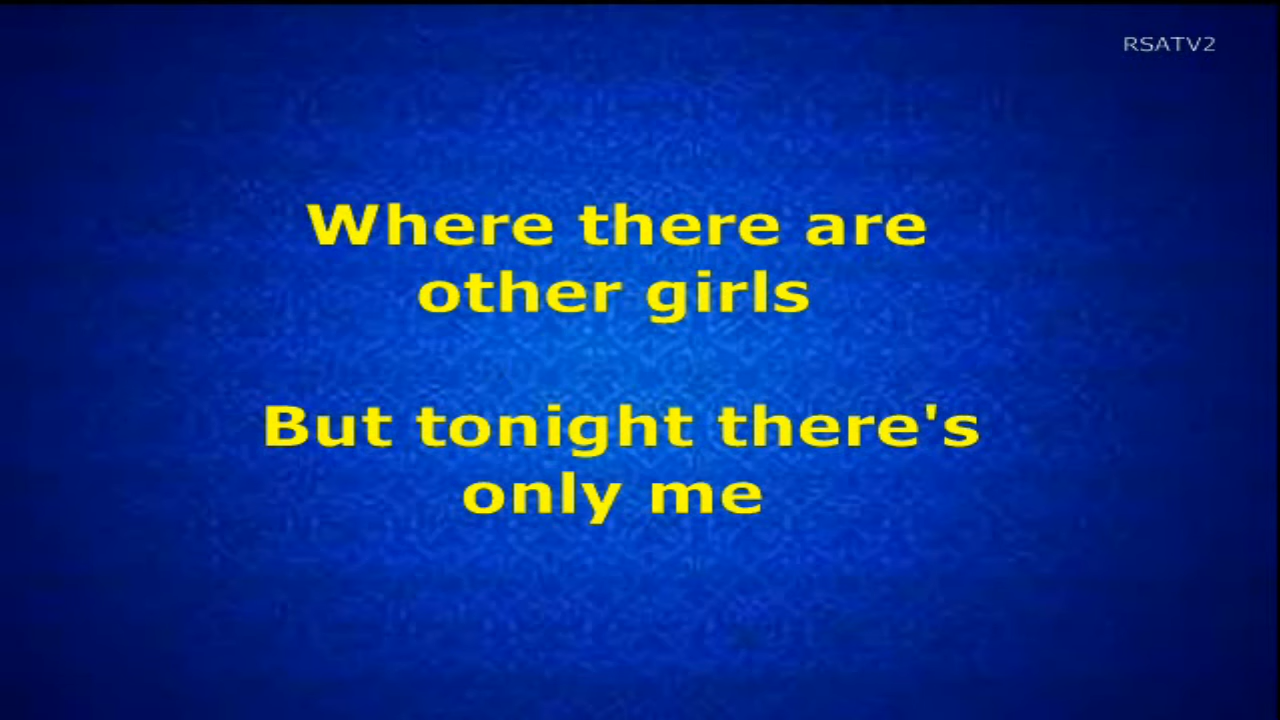 RSATV2
Where there are
other girls
But tonight there's
only me